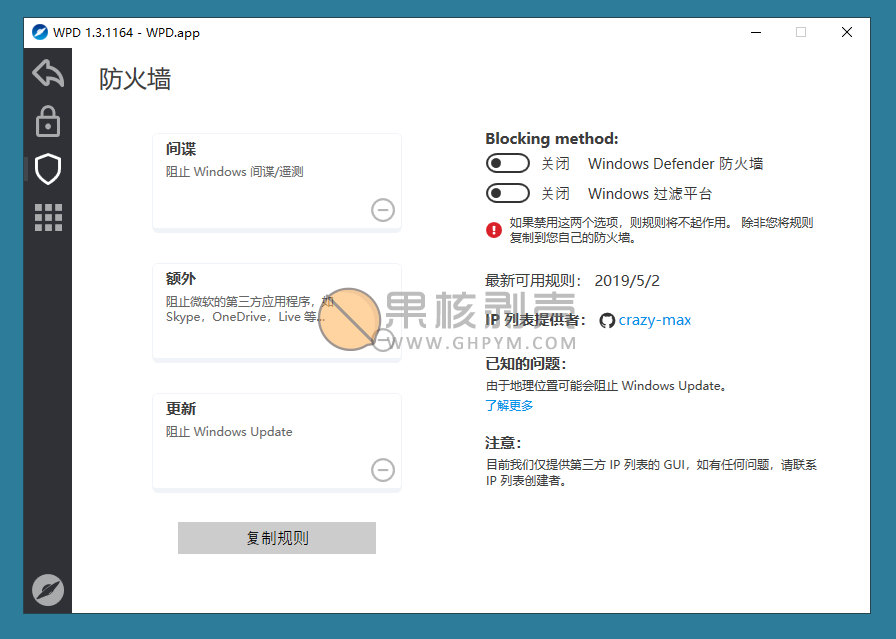 WPD 1.3.1164 - WPD.app
防火墙
间谍
阻止 Windows 间谍/遥测
额外
阻止微软的第三方应用程序，如
Skype，OneDrive，Live 等...
更新
阻止 Windows Update
复制规则
Blocking method:
关闭 Windows Defender 防火墙
关闭 Windows 过滤平台
如果禁用这两个选项，则规则将不起作用。 除非您将规则
复制到您自己的防火墙。
最新可用规则： 2019/5/2
IP 列表提供者： crazy-max
已知的问题：
由于地理位置可能会阻止 Windows Update。
了解更多
注意：
目前我们仅提供第三方 IP 列表的 GUI，如有任何问题，请联系
IP 列表创建者。
果核剥壳
WWW.GHPYM.COM